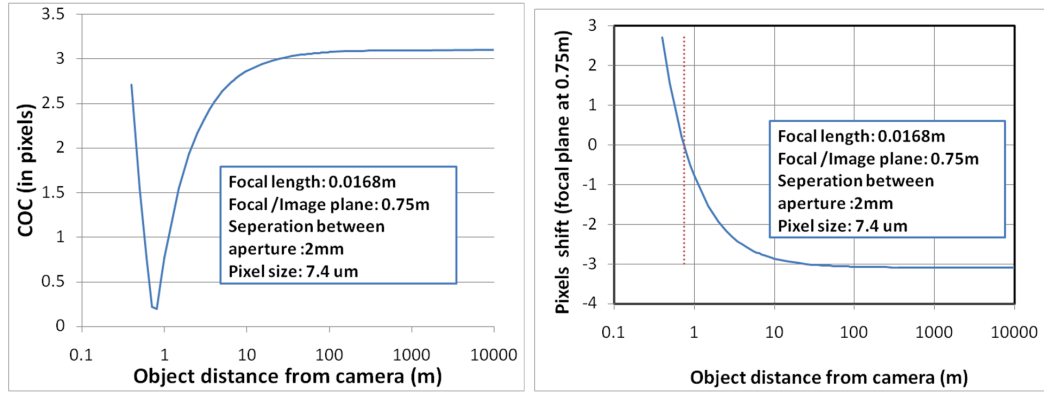 3.5
3
2.5
2
1.5
1
0.5
0
COC (in pixels)
Focal length: 0.0168m
Focal /Image plane: 0.75m
Seperation between
aperture :2mm
Pixel size: 7.4 um
0.1 1 10 100 1000 10000
Object distance from camera (m)
3
2
1
0
-1
-2
-3
-4
Pixels shift (focal plane at 0.75m)
Focal length: 0.0168m
Focal /Image plane: 0.75m
Seperation between
aperture :2mm
Pixel size: 7.4 um
0.1 1 10 100 1000 10000
Object distance from camera (m)